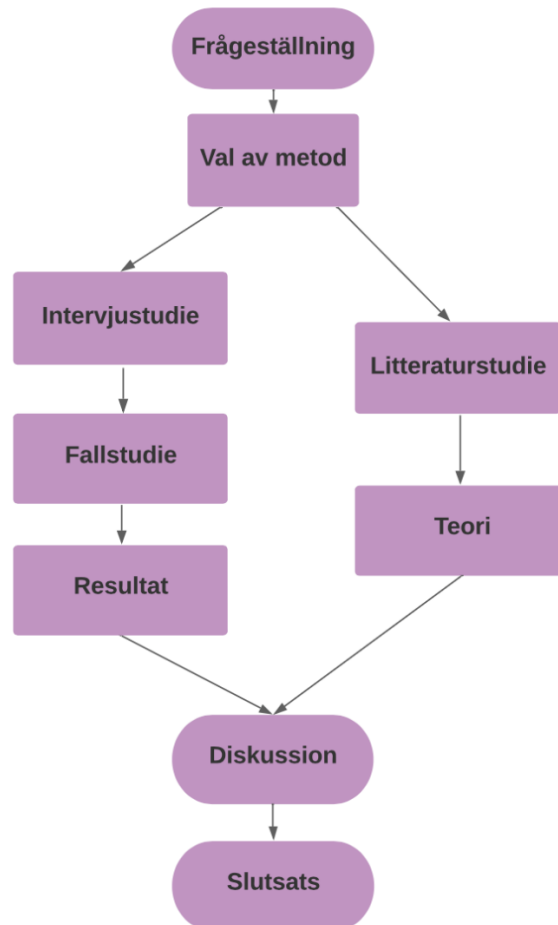 Frågeställning
Val av metod
Intervjustudie
Litteraturstudie
Fallstudie
Teori
Resultat
Diskussion
Slutsats